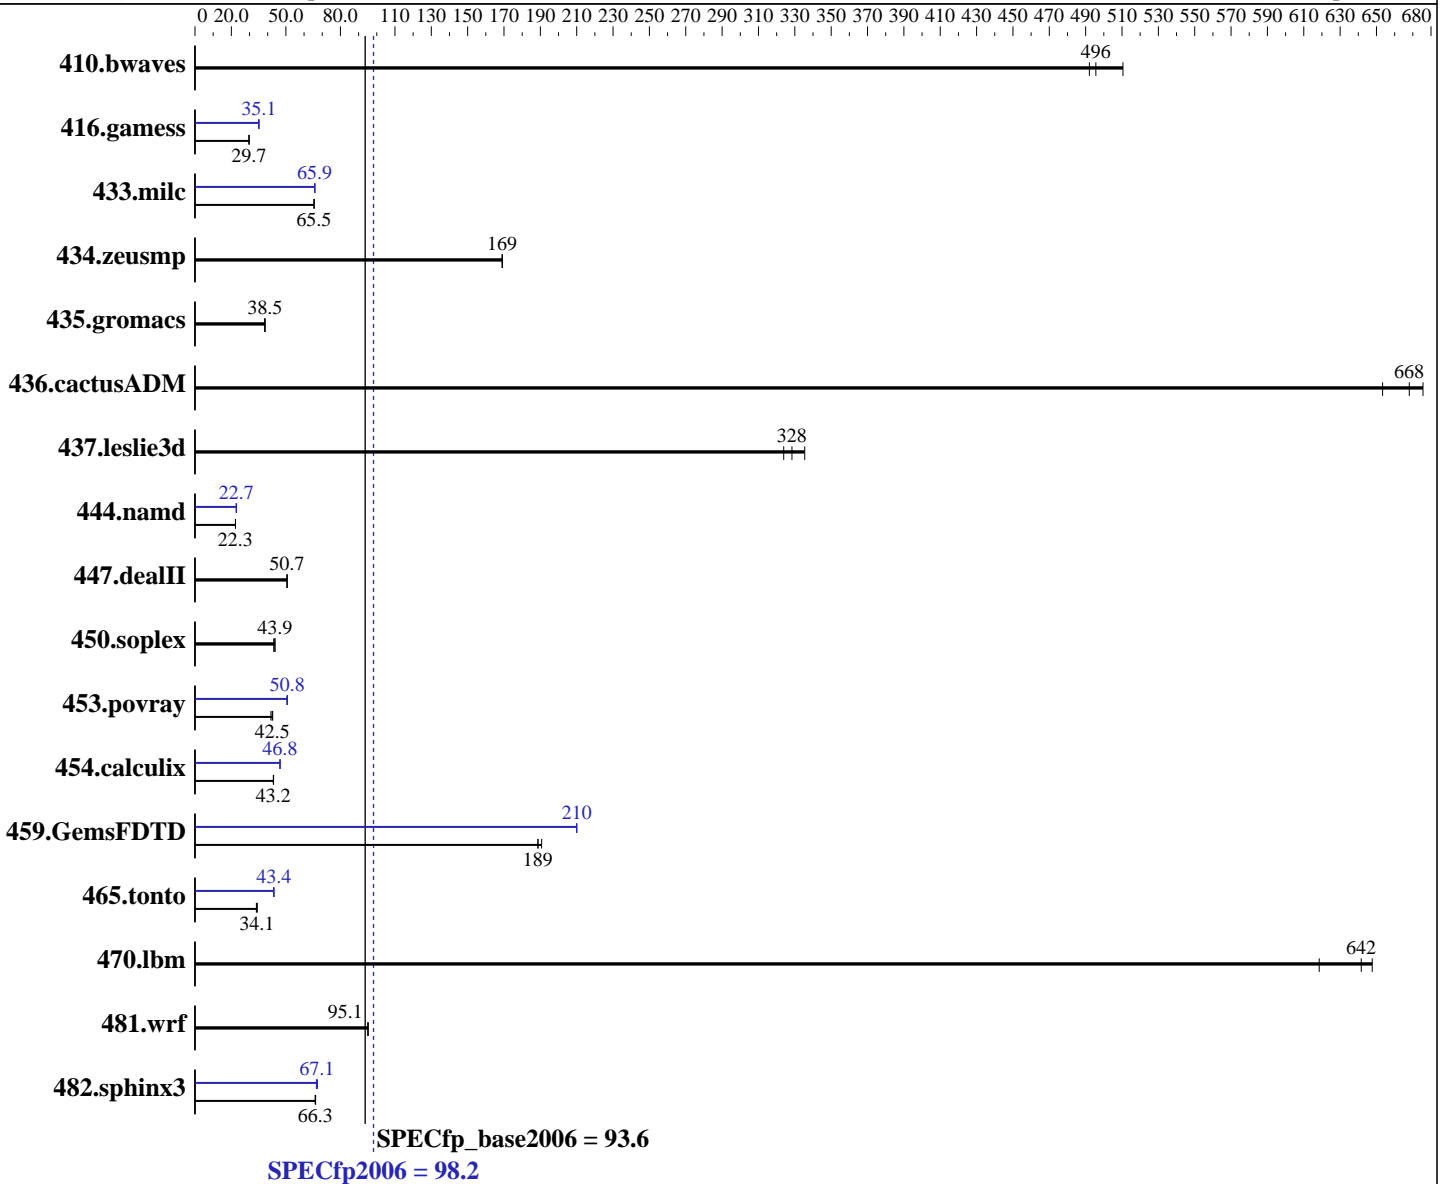 0 20.0 50.0 80.0 110 130 150 170 190 210 230 250 270 290 310 330 350 370 390 410 430 450 470 490 510 530 550 570 590 610 630 650 680
410.bwaves 496
416.gamess 35.1
29.7
433.milc 65.9
65.5
434.zeusmp 169
435.gromacs 38.5
436.cactusADM 668
437.leslie3d 328
444.namd 22.7
22.3
447.dealII 50.7
450.soplex 43.9
453.povray 50.8
42.5
454.calculix 46.8
43.2
459.GemsFDTD 210
189
465.tonto 43.4
34.1
470.lbm 642
481.wrf 95.1
482.sphinx3 67.1
66.3
SPECfp_base2006 = 93.6
SPECfp2006 = 98.2